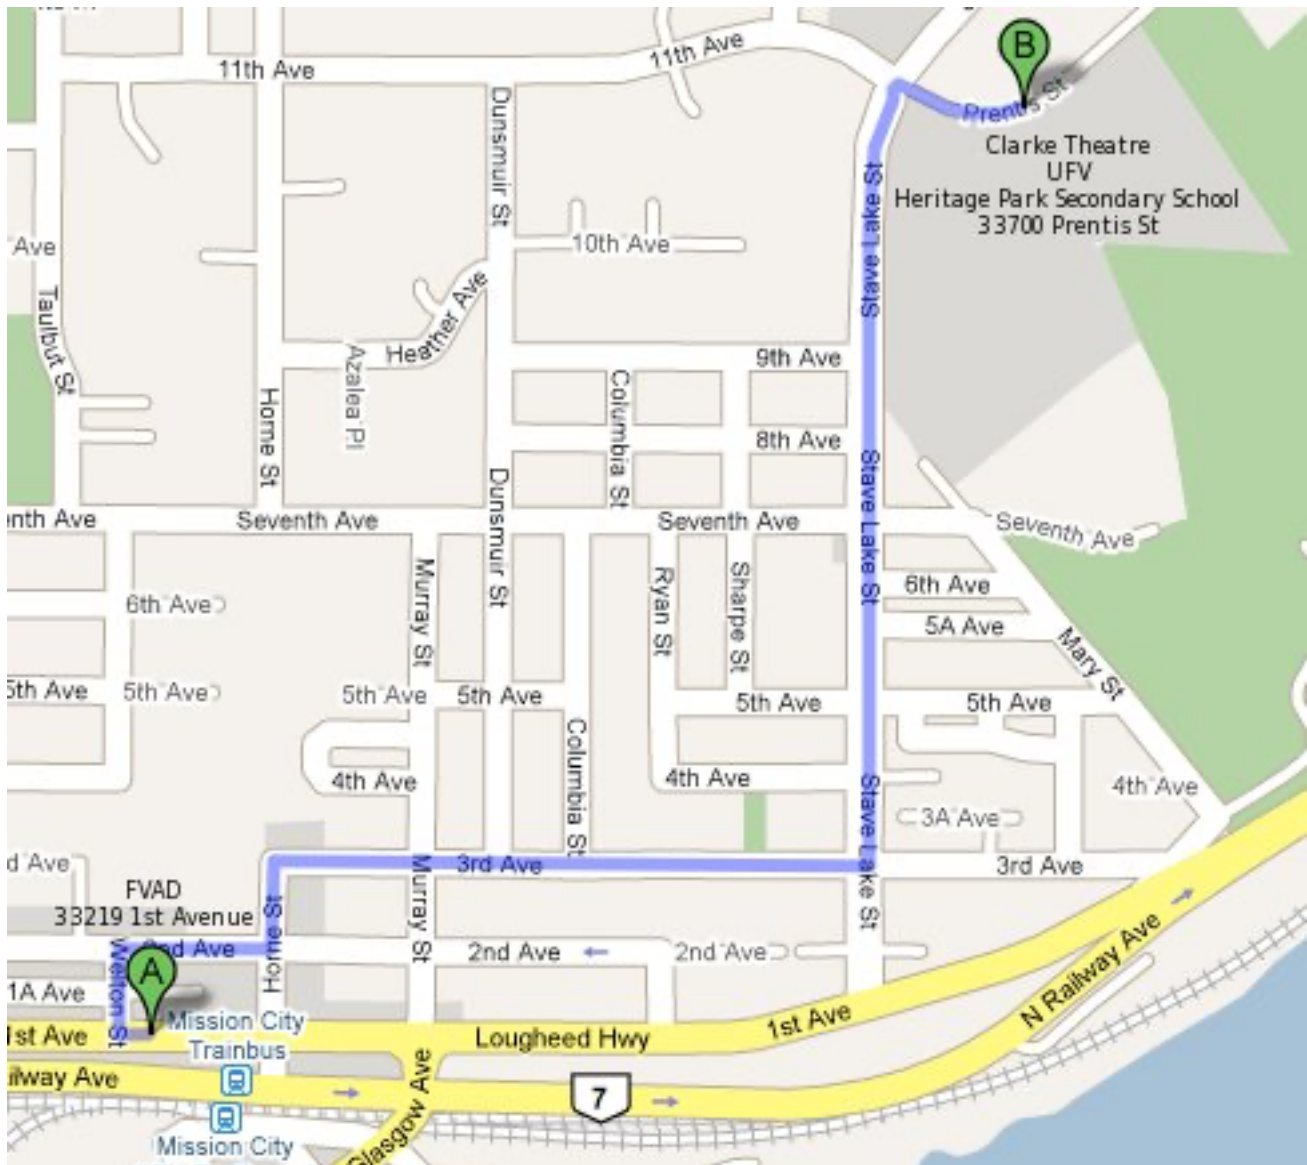 11th Ave
11th Ave
B
Prentis St
Clarke Theatre
UFV
Heritage Park Secondary School
33700 Prentis St
Dunsmuir St
Stave Lake St
Ave
10th Ave
Taulbut St
Heather Ave
Azalea Pl
9th Ave
Home St
Columbia St
8th Ave
Stave Lake St
Dunsmuir St
nth Ave
Seventh Ave
Seventh Ave
Seventh Ave
Murray St
Ryan St
Sharpe St
6th Ave
6th Ave
5A Ave
Mary St
5th Ave
5th Ave
5th Ave
5th Ave
5th Ave
5th Ave
Columbia St
4th Ave
4th Ave
4th Ave
Stave Lake St
3A Ave
d Ave
3rd Ave
3rd Ave
Murray St
FVAD
33219 1st Avenue
Home St
2nd Ave
2nd Ave
2nd Ave
Welton St
A
1A Ave
N Railway Ave
1st Ave
Mission City
Trainbus
Lougheed Hwy
1st Ave
ilway Ave
7
Glasgow Ave
Mission City